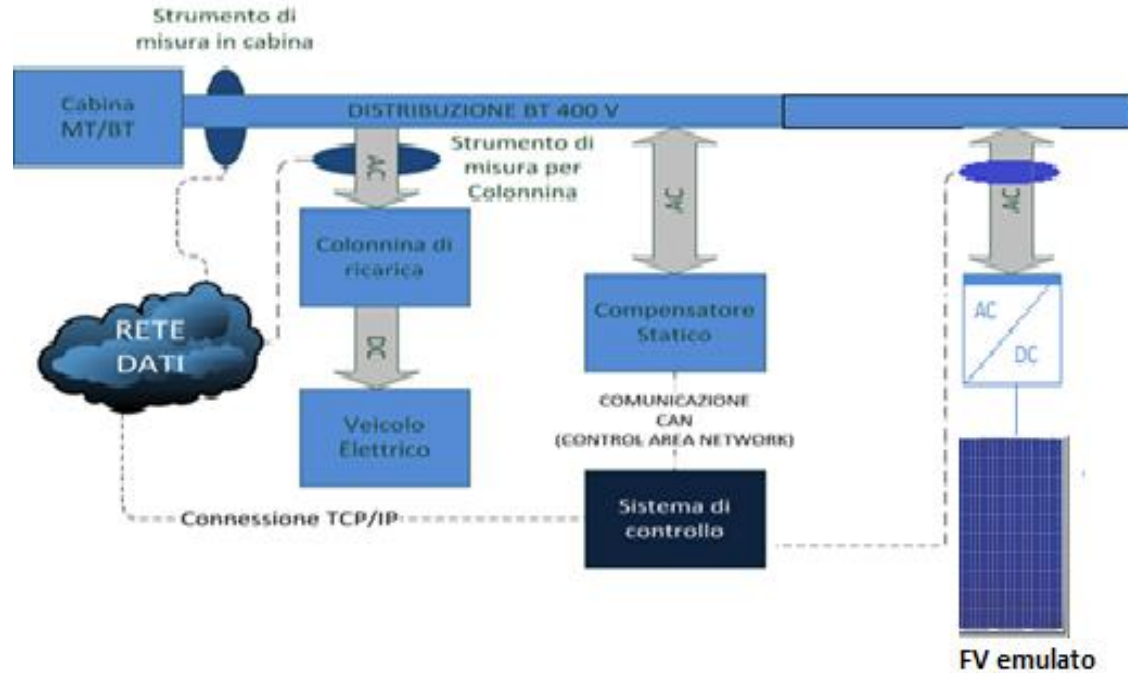 Strumento di
misura in cabina
Cabina
MT/BT
DISTRIBUZIONE BT 400 V
AC
Strumento di
misura per
Colonnina
AC
AC
Colonnina di
ricarica
Compensatore
Statico
AC
DC
RETE
DATI
DC
Veicolo
Elettrico
COMUNICAZIONE
CAN
(CONTROL AREA NETWORK)
Sistema di
controllo
Connessione TCP/IP
FV emulato